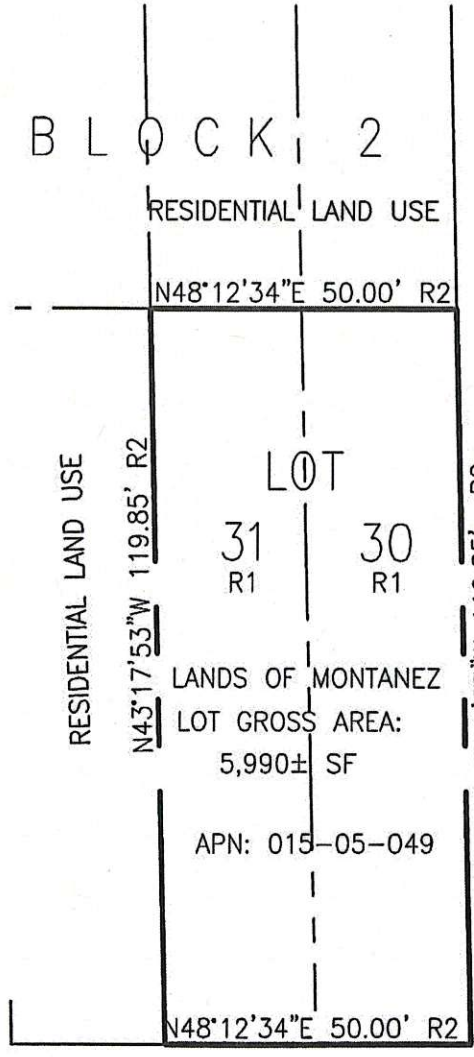 BLOCK 2
RESIDENTIAL LAND USE
N48°12'34"E 50.00' R2
RESIDENTIAL LAND USE
N43°17'53"W 119.85' R2
LOT
31 30
R1 R1
LANDS OF MONTANEZ
LOT GROSS AREA:
5,990± SF
APN: 015-05-049
N48°12'34"E 50.00' R2